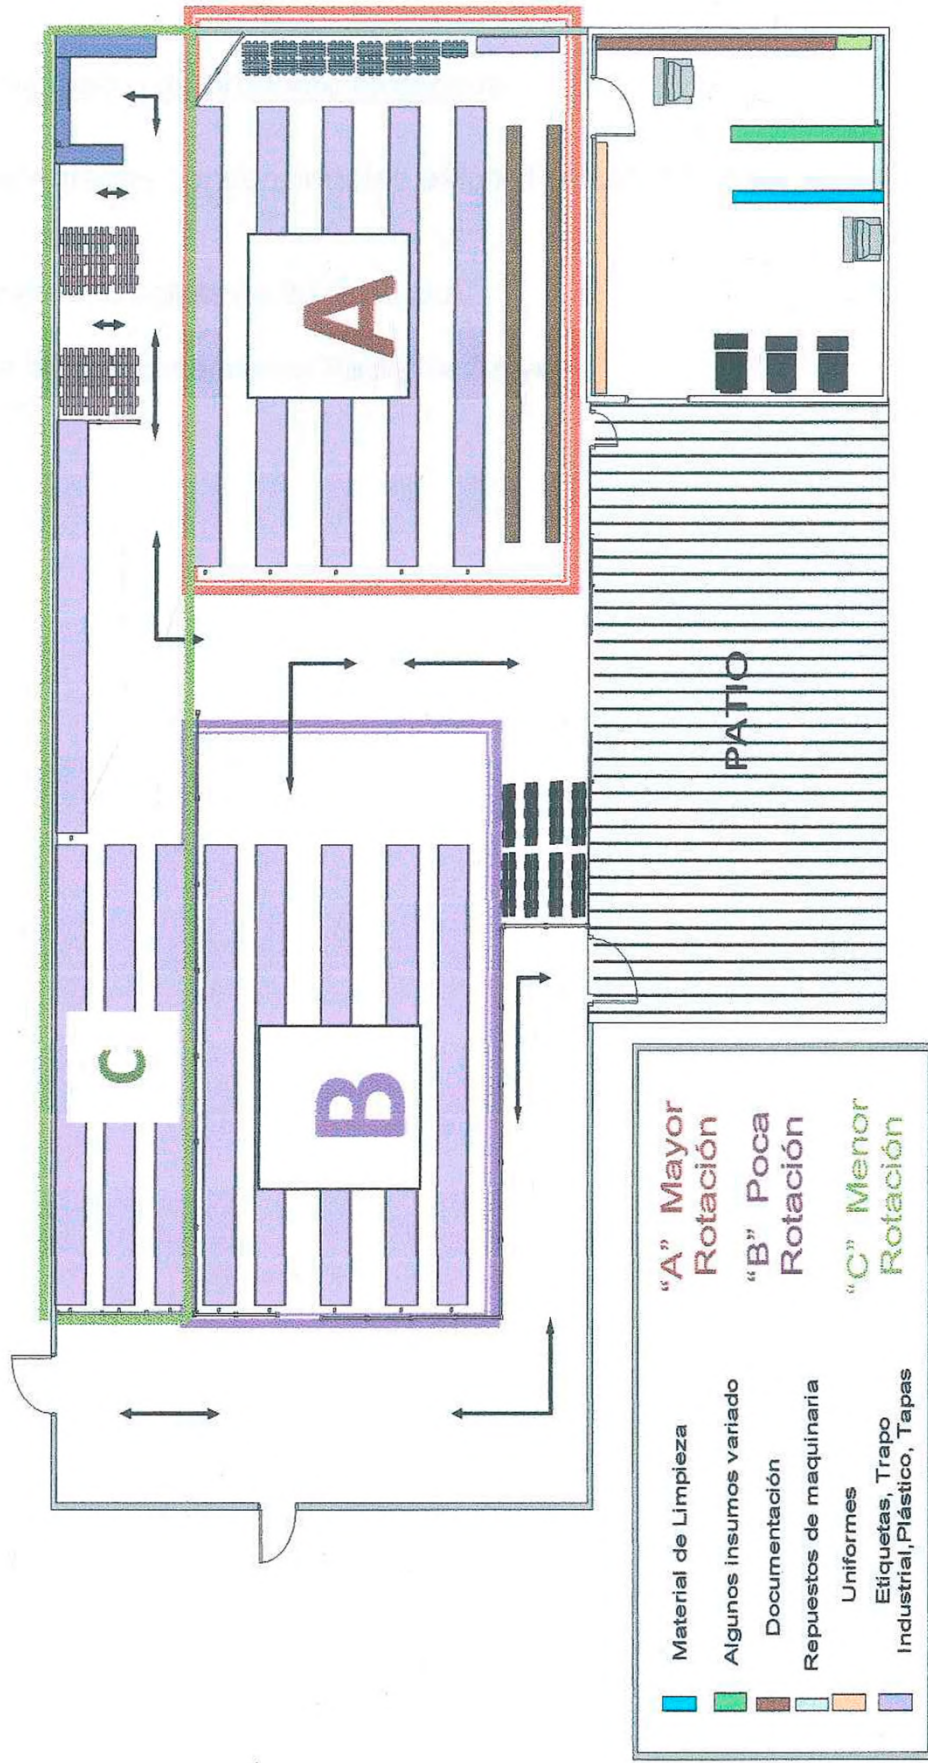 C
A
B
PATIO
Material de Limpieza
Algunos insumos variado
Documentación
Repuestos de maquinaria
Uniformes
Etiquetas, Trapo
Industrial,Plástico, Tapas
“A” Mayor
Rotación
“B” Poca
Rotación
“C” Menor
Rotación